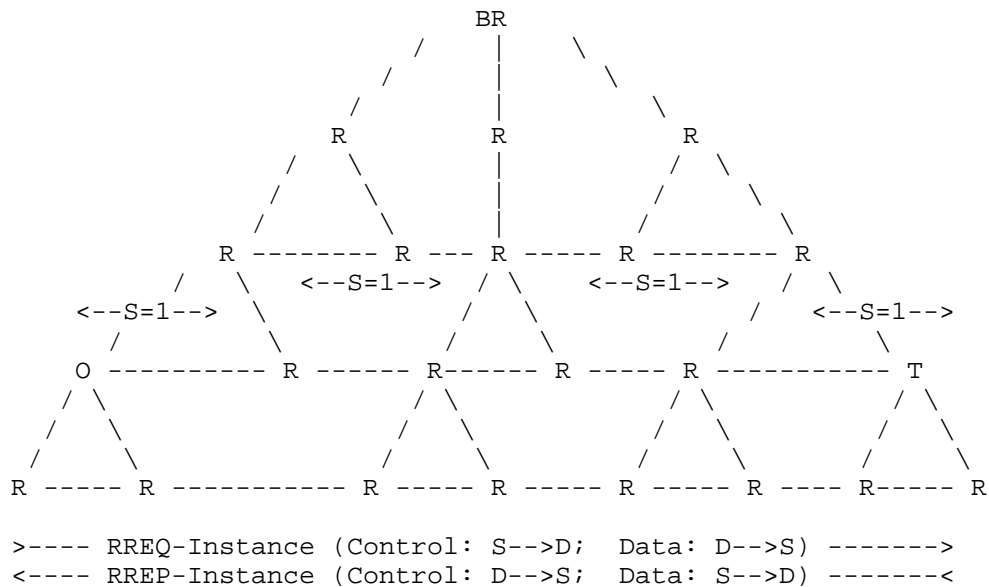 BR
R R R
R R R R R
<--S=1--> <--S=1-->
<--S=1--> <--S=1-->
O R R R R T
R R R R R R R R
>---- RREQ-Instance (Control: S-->D; Data: D-->S) ------->
<---- RREP-Instance (Control: D-->S; Data: S-->D) -------<